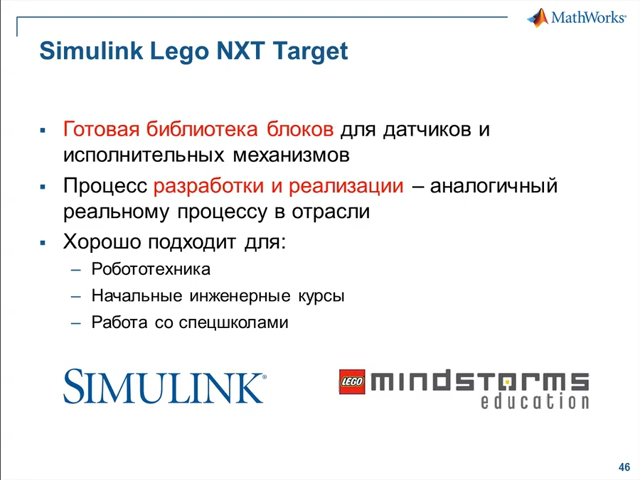 MathWorks®
Simulink Lego NXT Target
▪ Готовая библиотека блоков для датчиков и
исполнительных механизмов
▪ Процесс разработки и реализации – аналогичный
реальному процессу в отрасли
▪ Хорошо подходит для:
– Робототехника
– Начальные инженерные курсы
– Работа со спецшколами
SIMULINK®
LEGO mindstorms
education
46